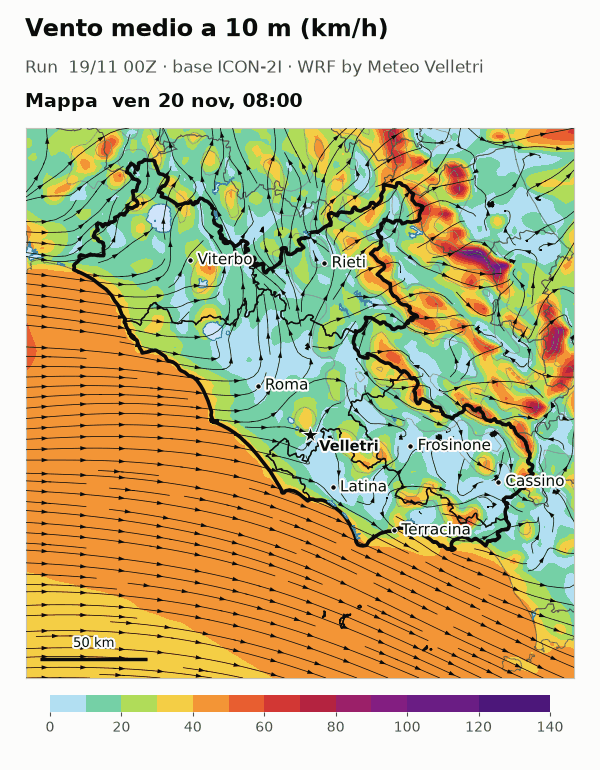 Vento medio a 10 m (km/h)
Run  19/11 00Z · base ICON-2I · WRF by Meteo Velletri
Mappa  ven 20 nov, 08:00
Viterbo
Rieti
Roma
Velletri
Frosinone
Cassino
Latina
Terracina
50 km
0 20 40 60 80 100 120 140